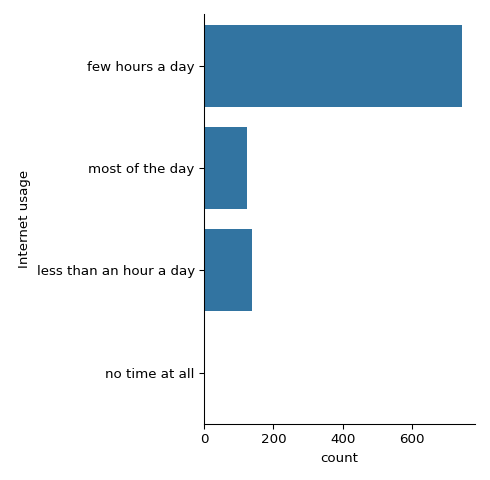 few hours a day
most of the day
less than an hour a day
no time at all
Internet usage
0 200 400 600
count